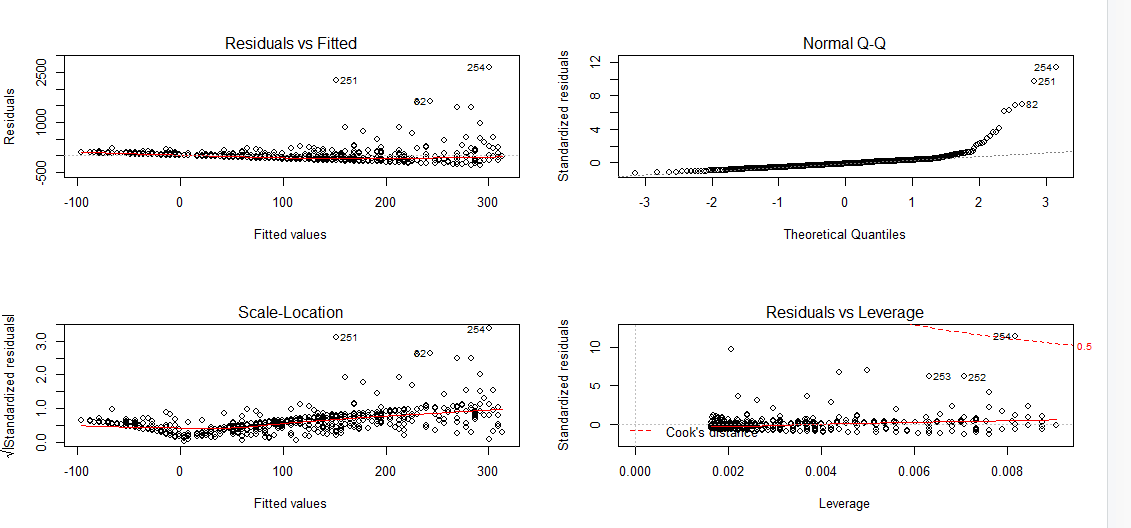 Residuals vs Fitted
Residuals
2500
1000
-500
254
251
82
-100 0 100 200 300
Fitted values
Normal Q-Q
Standardized residuals
12
8
4
0
254
251
82
-3 -2 -1 0 1 2 3
Theoretical Quantiles
Scale-Location
√|Standardized residuals|
3.0
2.0
1.0
0.0
254
251
82
-100 0 100 200 300
Fitted values
Residuals vs Leverage
Standardized residuals
10
5
0
254
0.5
253
252
Cook's distance
0.000 0.002 0.004 0.006 0.008
Leverage